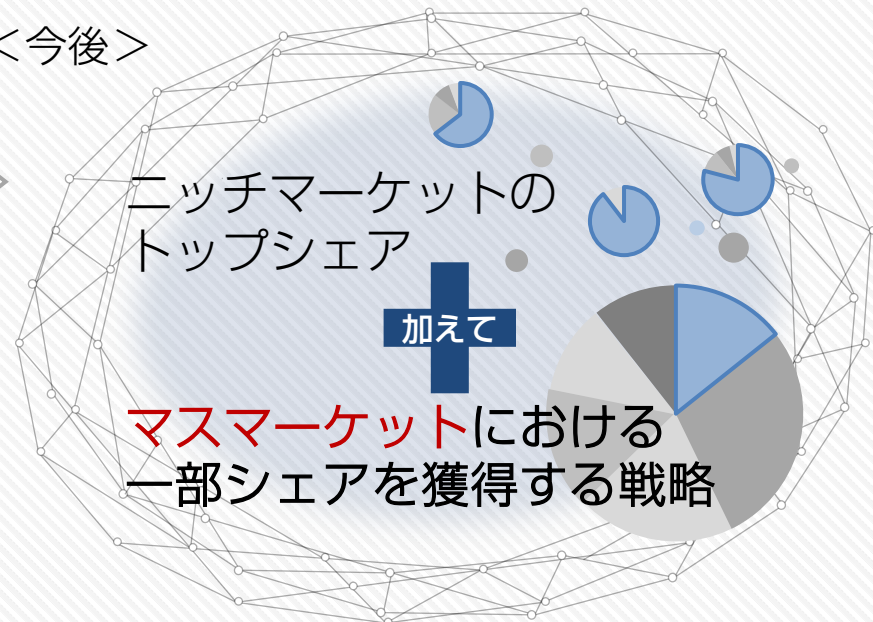 ＜今後＞
ニッチマーケットの
トップシェア
加えて
マスマーケットにおける
一部シェアを獲得する戦略